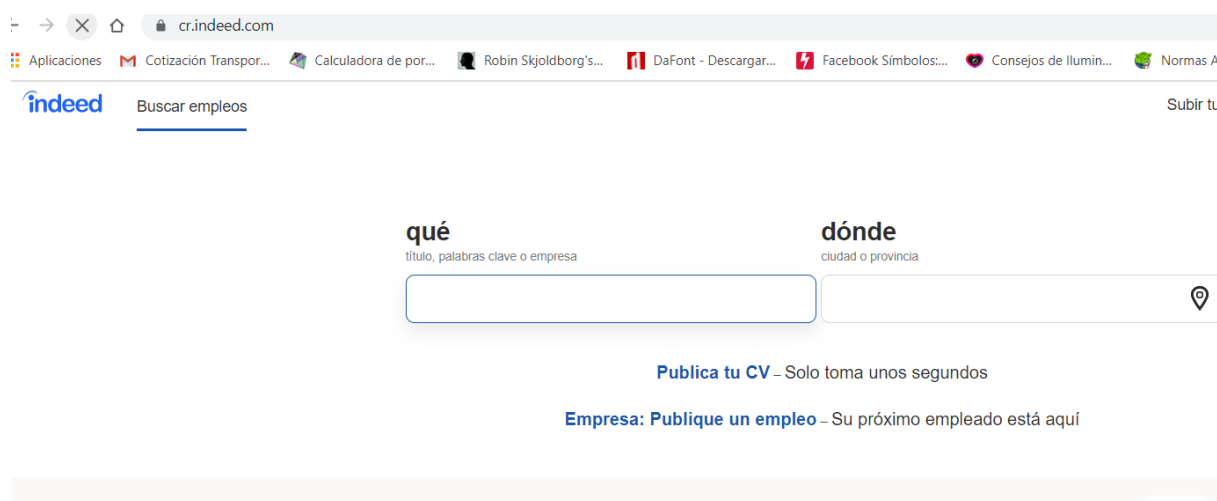 cr.indeed.com
Aplicaciones Cotización Transpor... Calculadora de por... Robin Skjoldborg's... DaFont - Descargar... Facebook Símbolos:... Consejos de Ilumin... Normas A
indeed Buscar empleos Subir tu
qué dónde
título, palabras clave o empresa ciudad o provincia
Publica tu CV – Solo toma unos segundos
Empresa: Publique un empleo – Su próximo empleado está aquí